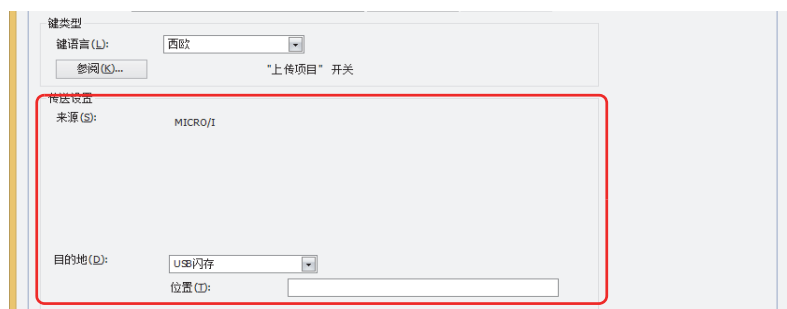 键类型
键语言(L):
西欧
参阅(K)...
"上传项目" 开关
传送设置
来源(S):
MICRO/I
目的地(D):
USB闪存
位置(T):